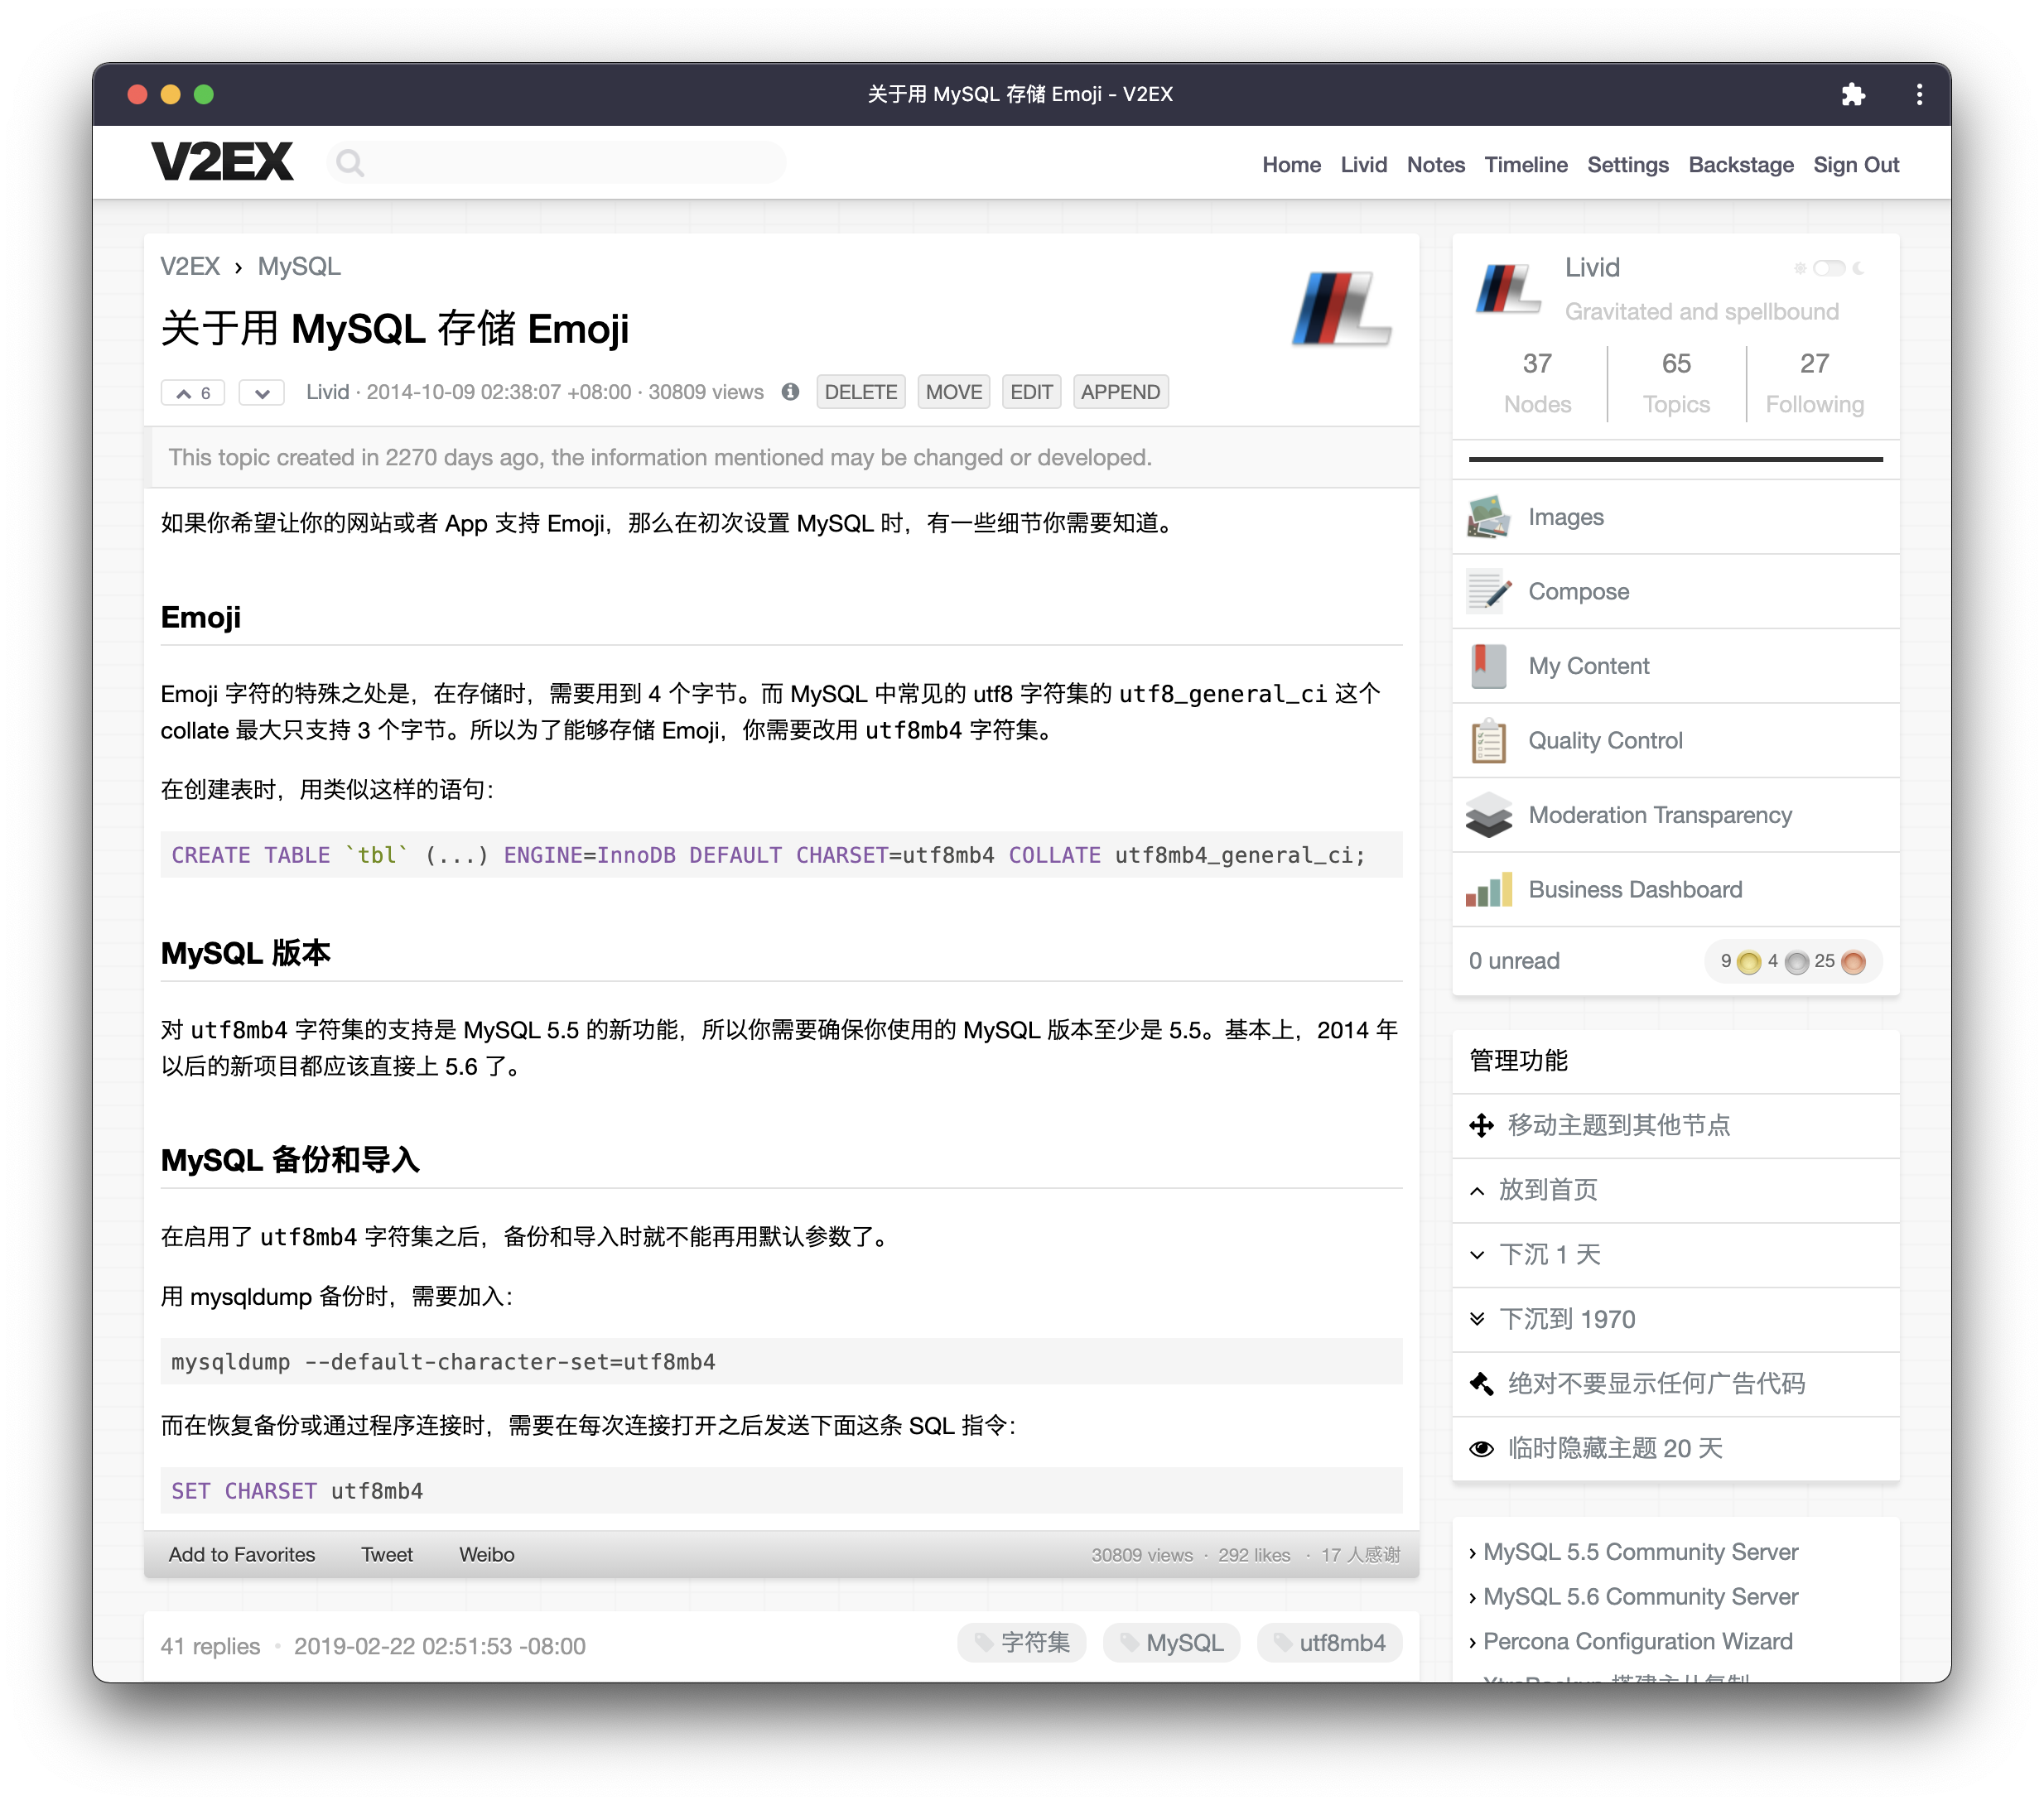 关于用 MySQL 存储 Emoji - V2EX
V2EX
Home Livid Notes Timeline Settings Backstage Sign Out
V2EX › MySQL
关于用 MySQL 存储 Emoji
6 Livid · 2014-10-09 02:38:07 +08:00 · 30809 views DELETE MOVE EDIT APPEND
This topic created in 2270 days ago, the information mentioned may be changed or developed.
如果你希望让你的网站或者 App 支持 Emoji，那么在初次设置 MySQL 时，有一些细节你需要知道。
Emoji
Emoji 字符的特殊之处是，在存储时，需要用到 4 个字节。而 MySQL 中常见的 utf8 字符集的 utf8_general_ci 这个
collate 最大只支持 3 个字节。所以为了能够存储 Emoji，你需要改用 utf8mb4 字符集。
在创建表时，用类似这样的语句：
CREATE TABLE `tbl` (...) ENGINE=InnoDB DEFAULT CHARSET=utf8mb4 COLLATE utf8mb4_general_ci;
MySQL 版本
对 utf8mb4 字符集的支持是 MySQL 5.5 的新功能，所以你需要确保你使用的 MySQL 版本至少是 5.5。基本上，2014 年
以后的新项目都应该直接上 5.6 了。
MySQL 备份和导入
在启用了 utf8mb4 字符集之后，备份和导入时就不能再用默认参数了。
用 mysqldump 备份时，需要加入：
mysqldump --default-character-set=utf8mb4
而在恢复备份或通过程序连接时，需要在每次连接打开之后发送下面这条 SQL 指令：
SET CHARSET utf8mb4
Add to Favorites Tweet Weibo 30809 views · 292 likes · 17 人感谢
41 replies • 2019-02-22 02:51:53 -08:00 字符集 MySQL utf8mb4
Livid
Gravitated and spellbound
37 65 27
Nodes Topics Following
Images
Compose
My Content
Quality Control
Moderation Transparency
Business Dashboard
0 unread 9 4 25
管理功能
移动主题到其他节点
放到首页
下沉 1 天
下沉到 1970
绝对不要显示任何广告代码
临时隐藏主题 20 天
› MySQL 5.5 Community Server
› MySQL 5.6 Community Server
› Percona Configuration Wizard
XtraBackup 搭建主从复制